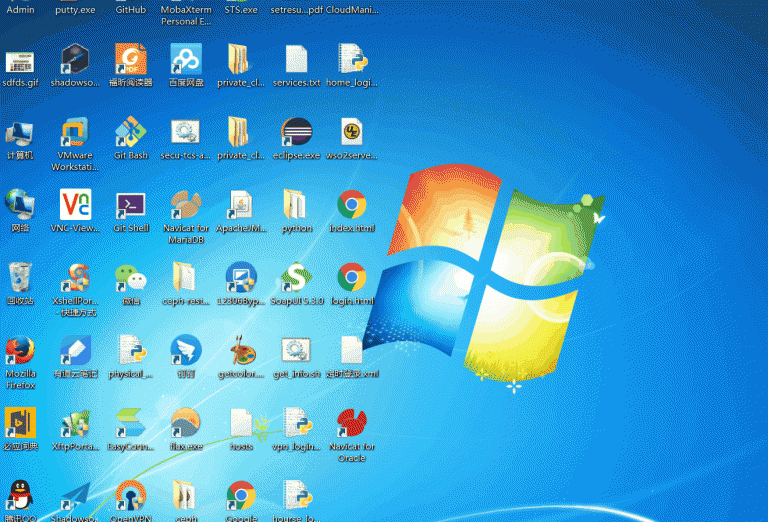 Admin
putty.exe
GitHub
MobaXterm
Personal E...
STS.exe
setresu...pdf
CloudMani...
sdfds.gif
shadowso...
福昕阅读器
百度网盘
private_cl...
services.txt
home_logi...
计算机
VMware
Workstati...
Git Bash
secu-tcs-a...
private_cl...
eclipse.exe
wso2serve...
网络
VNC-View...
Git Shell
Navicat for
MariaDB
ApacheJM...
python
index.html
回收站
XshellPor...
- 快捷方式
微信
ceph-rest...
12306Byp...
SoapUI 5.3.0
login.html
Mozilla
Firefox
有道云笔记
physical_...
钉钉
getcolor....
get_info.sh
定时登录.xml
必应词典
XftpPorta...
EasyConn...
flux.exe
hosts
vpn_login...
Navicat for
Oracle
腾讯QQ
Shadowso...
OpenVPN
ceph
Google
hourse_lo...